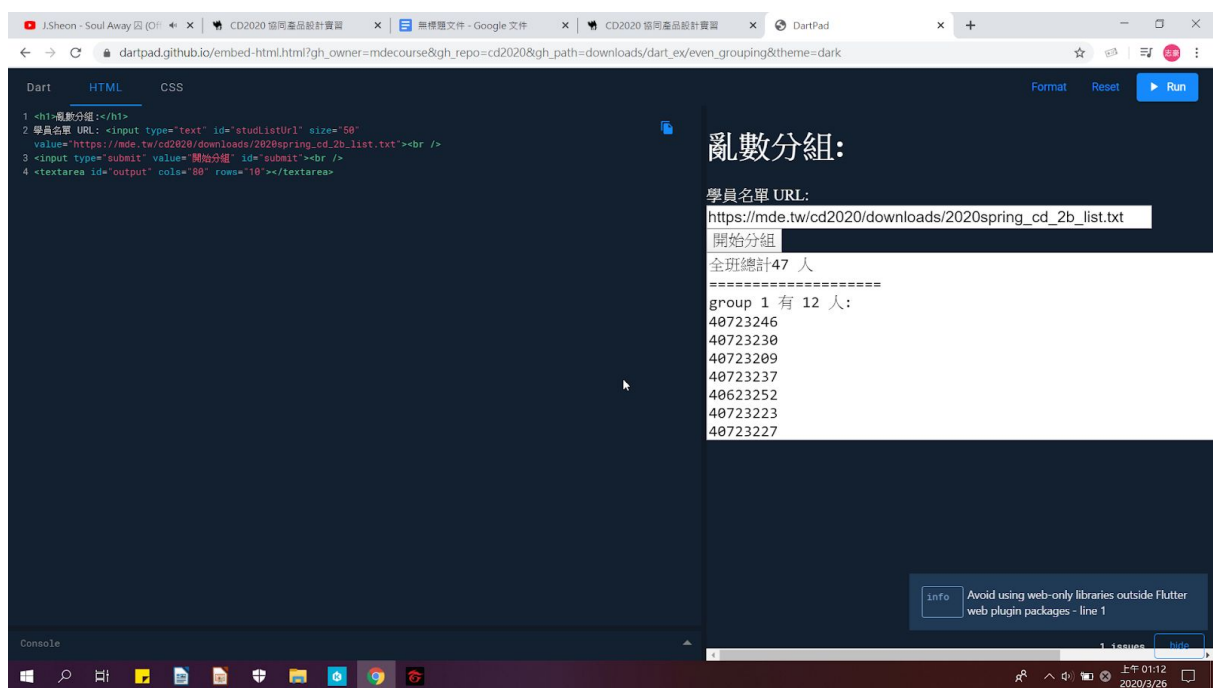 J.Sheon - Soul Away 囚 (Of
CD2020 協同產品設計實習
無標題文件 - Google 文件
CD2020 協同產品設計實習
DartPad
dartpad.github.io/embed-html.html?gh_owner=mdecourse&gh_repo=cd2020&gh_path=downloads/dart_ex/even_grouping&theme=dark
志豪
Dart HTML CSS
Format Reset Run
1 <h1>亂數分組:</h1>
2 學員名單 URL: <input type="text" id="studListUrl" size="50"
value="https://mde.tw/cd2020/downloads/2020spring_cd_2b_list.txt"><br />
3 <input type="submit" value="開始分組" id="submit"><br />
4 <textarea id="output" cols="80" rows="10"></textarea>
亂數分組:
學員名單 URL:
https://mde.tw/cd2020/downloads/2020spring_cd_2b_list.txt
開始分組
全班總計47 人
=====================
group 1 有 12 人:
40723246
40723230
40723209
40723237
40623252
40723223
40723227
info
Avoid using web-only libraries outside Flutter
web plugin packages - line 1
Console
1 issues hide
上午 01:12
2020/3/26